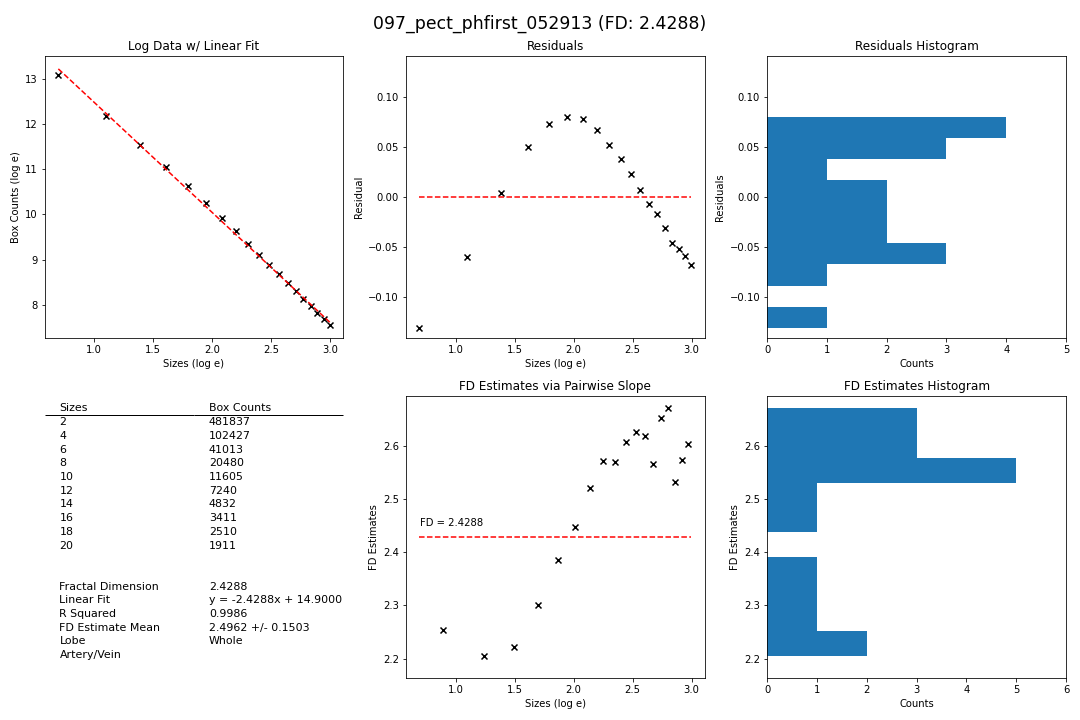 097_pect_phfirst_052913 (FD: 2.4288)
Log Data w/ Linear Fit
Box Counts (log e)
13
12
11
10
9
8
1.0 1.5 2.0 2.5 3.0
Sizes (log e)
Residuals
Residual
0.10
0.05
0.00
−0.05
−0.10
1.0 1.5 2.0 2.5 3.0
Sizes (log e)
Residuals Histogram
Residuals
0.10
0.05
0.00
−0.05
−0.10
0 1 2 3 4 5
Counts
Sizes Box Counts
2 481837
4 102427
6 41013
8 20480
10 11605
12 7240
14 4832
16 3411
18 2510
20 1911
Fractal Dimension 2.4288
Linear Fit y = -2.4288x + 14.9000
R Squared 0.9986
FD Estimate Mean 2.4962 +/- 0.1503
Lobe Whole
Artery/Vein
FD Estimates via Pairwise Slope
FD Estimates
2.6
2.5
2.4
2.3
2.2
FD = 2.4288
1.0 1.5 2.0 2.5 3.0
Sizes (log e)
FD Estimates Histogram
FD Estimates
2.6
2.5
2.4
2.3
2.2
0 1 2 3 4 5 6
Counts